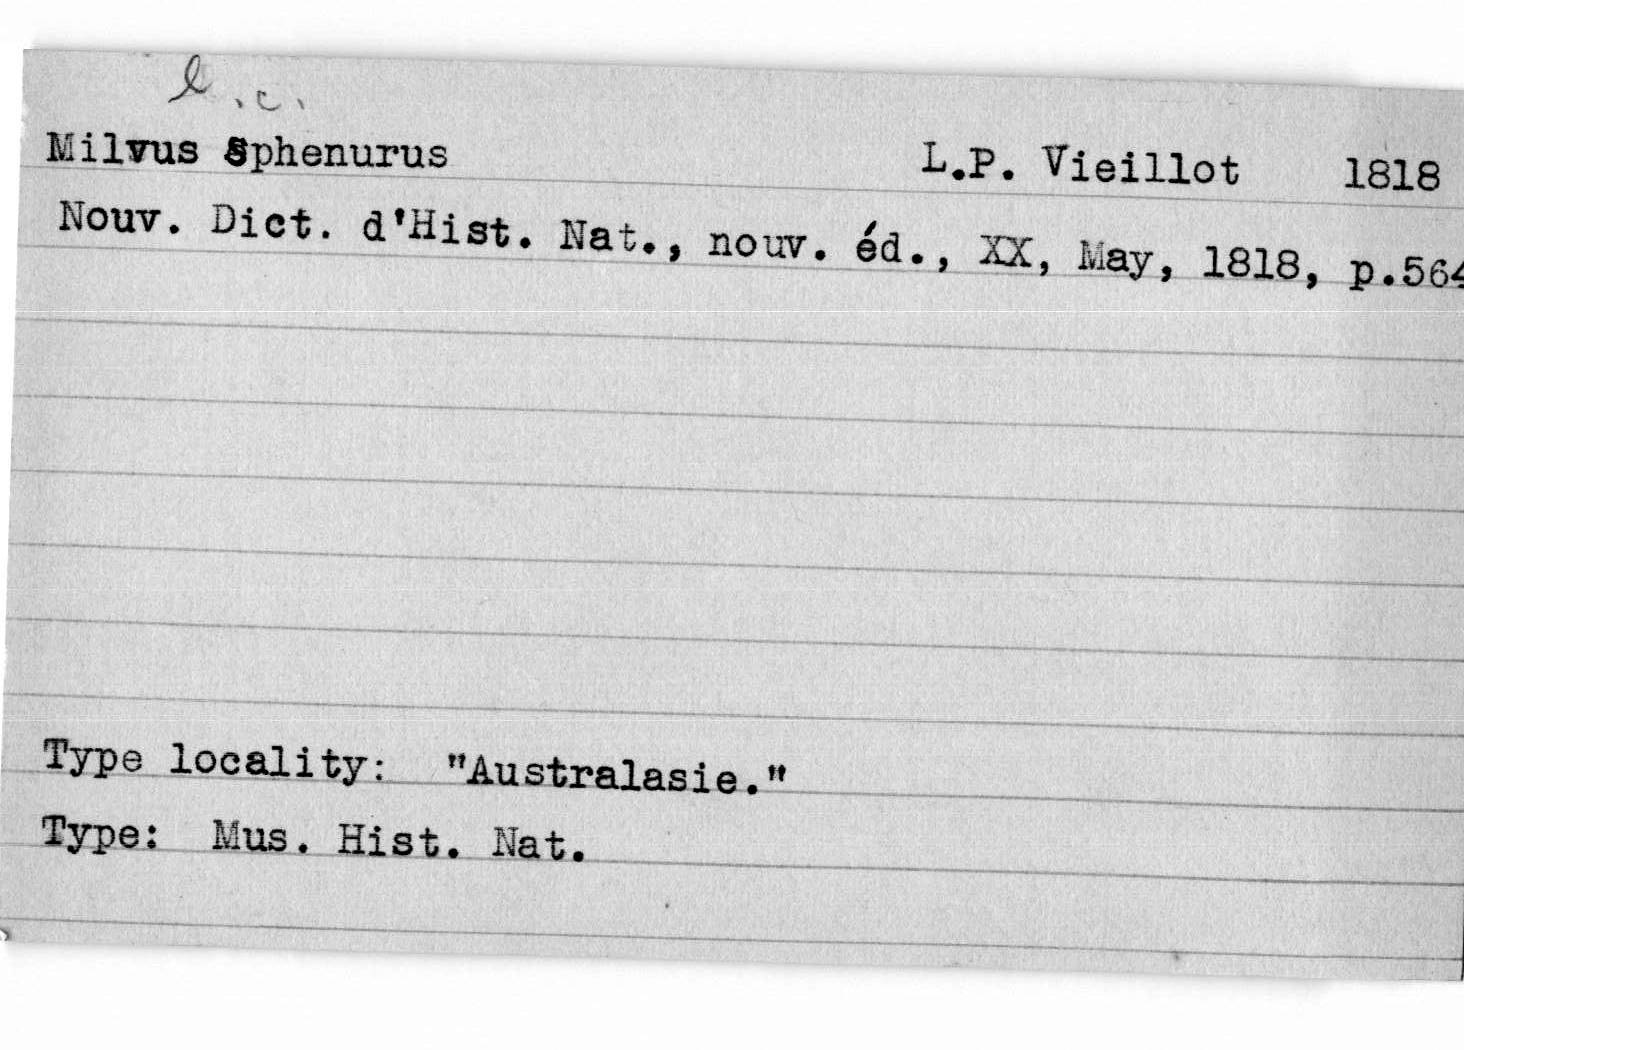 l.c.
Milvus Sphenurus L.P. Vieillot 1818
Nouv. Dict. d'Hist. Nat., nouv. éd., XX, May, 1818, p.564
Type locality: "Australasie."
Type: Mus. Hist. Nat.